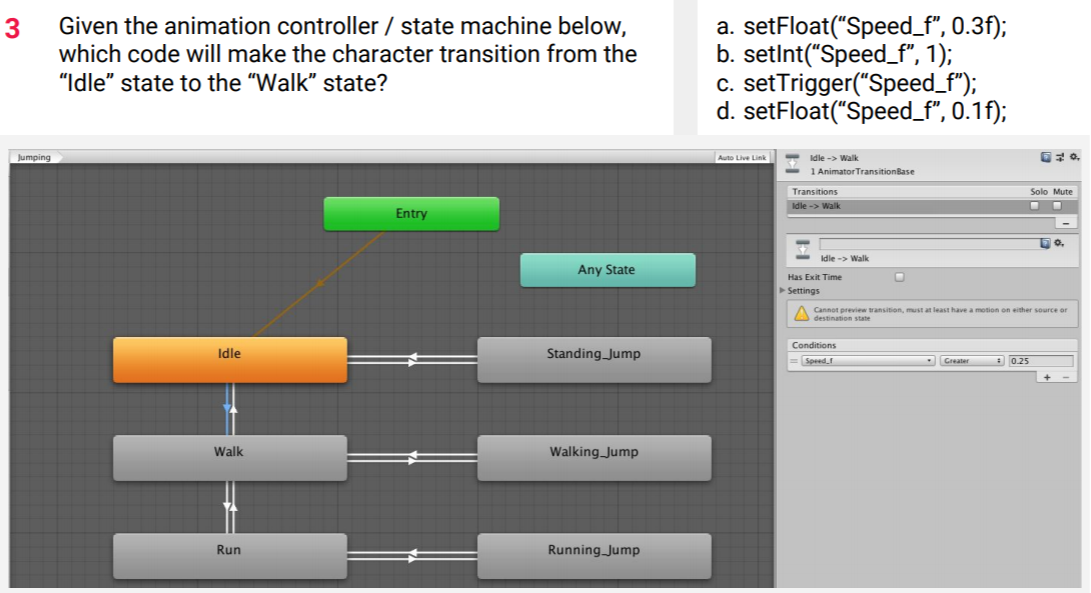 3 Given the animation controller / state machine below,
which code will make the character transition from the
“Idle” state to the “Walk” state?
a. setFloat(“Speed_f”, 0.3f);
b. setInt(“Speed_f”, 1);
c. setTrigger(“Speed_f”);
d. setFloat(“Speed_f”, 0.1f);
Jumping
Auto Live Link
Entry
Any State
Idle
Standing_Jump
Walk
Walking_Jump
Run
Running_Jump
Idle -> Walk
1 AnimatorTransitionBase
Transitions Solo Mute
Idle -> Walk
Idle -> Walk
Has Exit Time
Settings
Cannot preview transition, must at least have a motion on either source or
destination state
Conditions
Speed_f Greater 0.25